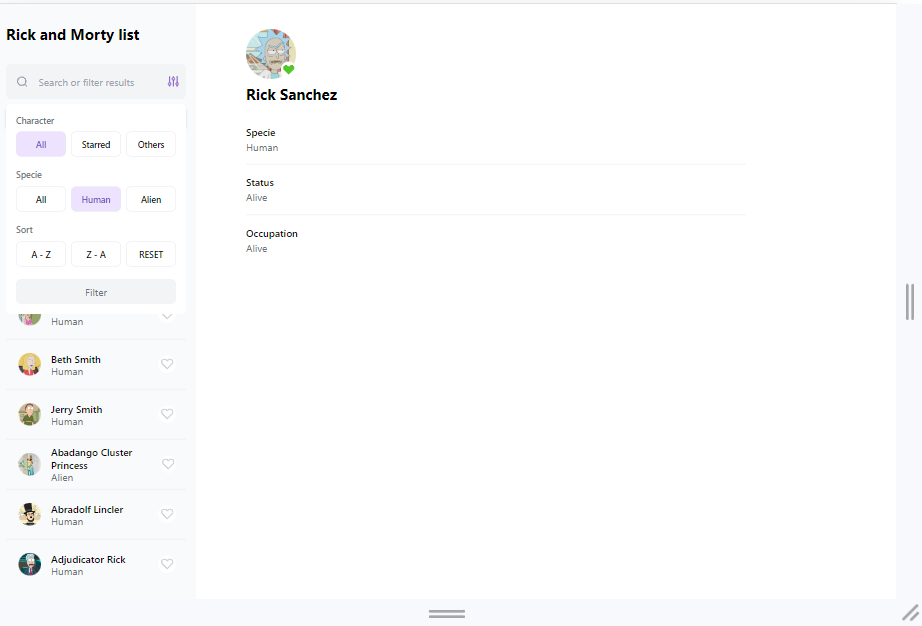 Rick and Morty list
Search or filter results
Character
All Starred Others
Specie
All Human Alien
Sort
A - Z Z - A RESET
Filter
Human
Beth Smith
Human
Jerry Smith
Human
Abadango Cluster
Princess
Alien
Abradolf Lincler
Human
Adjudicator Rick
Human
Rick Sanchez
Specie
Human
Status
Alive
Occupation
Alive